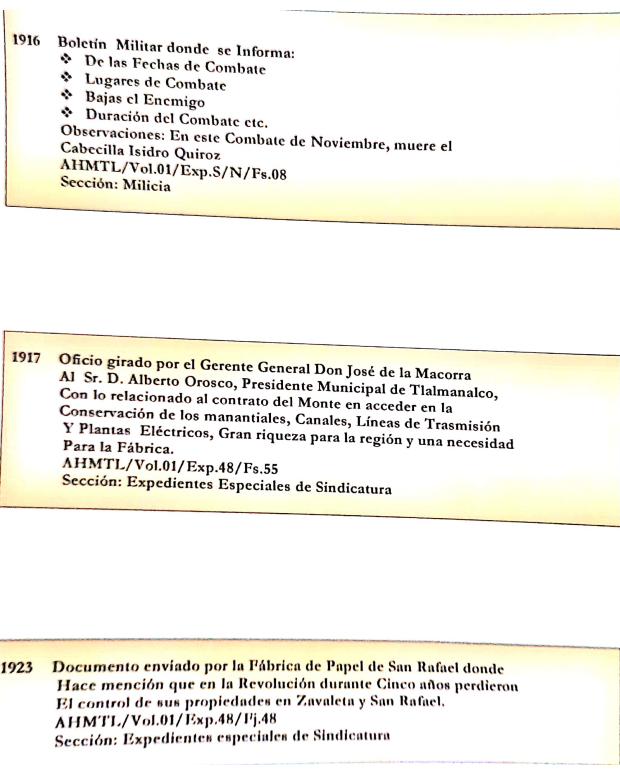 1916 Boletín Militar donde se Informa:
❖ De las Fechas de Combate
❖ Lugares de Combate
❖ Bajas el Enemigo
❖ Duración del Combate etc.
Observaciones: En este Combate de Noviembre, muere el
Cabecilla Isidro Quiroz
AHMTL/Vol.01/Exp.S/N/Fs.08
Sección: Milicia
1917 Oficio girado por el Gerente General Don José de la Macorra
Al Sr. D. Alberto Orosco, Presidente Municipal de Tlalmanalco,
Con lo relacionado al contrato del Monte en acceder en la
Conservación de los manantiales, Canales, Líneas de Trasmisión
Y Plantas Eléctricos, Gran riqueza para la región y una necesidad
Para la Fábrica.
AHMTL/Vol.01/Exp.48/Fs.55
Sección: Expedientes Especiales de Sindicatura
1923 Documento enviado por la Fábrica de Papel de San Rafael donde
Hace mención que en la Revolución durante Cinco años perdieron
El control de sus propiedades en Zavaleta y San Rafael.
AHMTL/Vol.01/Exp.48/Fj.48
Sección: Expedientes especiales de Sindicatura